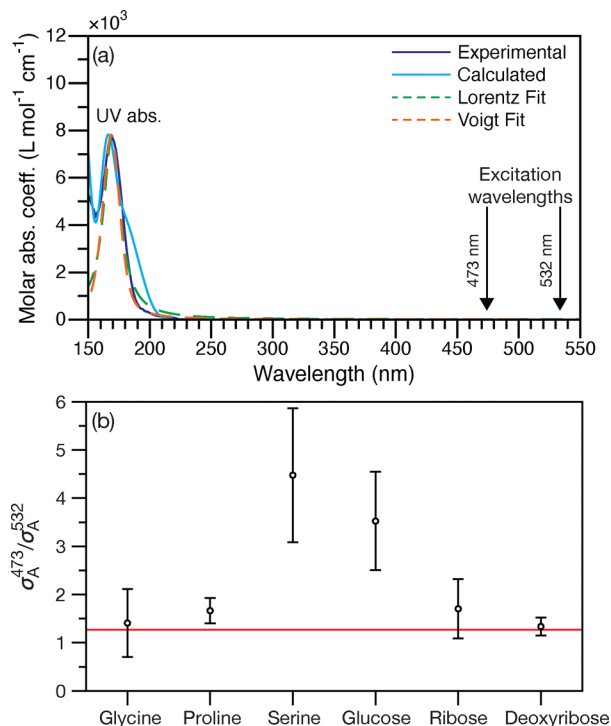 ×10³
(a)
Molar abs. coeff. (L mol⁻¹ cm⁻¹)
12
10
8
6
4
2
0
UV abs.
Experimental
Calculated
Lorentz Fit
Voigt Fit
Excitation
wavelengths
473 nm
532 nm
150 200 250 300 350 400 450 500 550
Wavelength (nm)
(b)
σ_A^473/σ_A^532
6
5
4
3
2
1
0
Glycine Proline Serine Glucose Ribose Deoxyribose